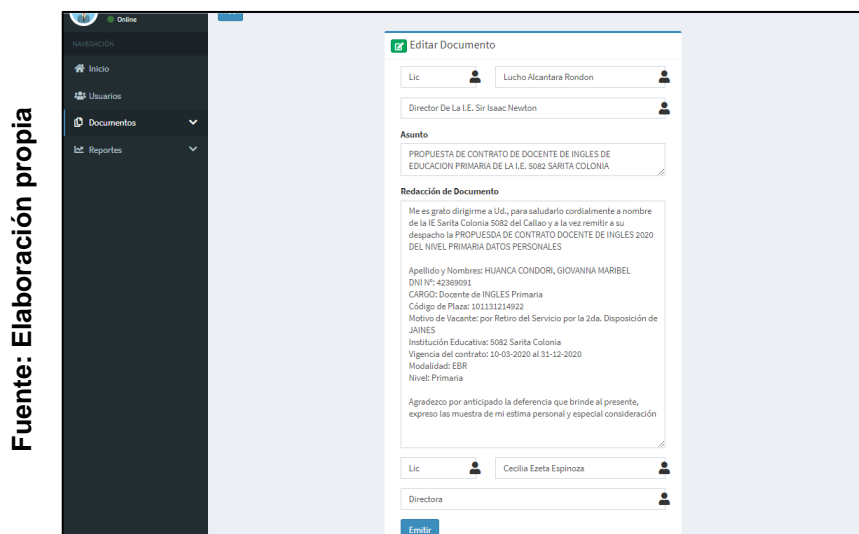 Fuente: Elaboración propia
Online
NAVEGACIÓN
Inicio
Usuarios
Documentos
Reportes
Editar Documento
Lic
Lucho Alcantara Rondon
Director De La I.E. Sir Isaac Newton
Asunto
PROPUESTA DE CONTRATO DE DOCENTE DE INGLES DE
EDUCACION PRIMARIA DE LA I.E. 5082 SARITA COLONIA
Redacción de Documento
Me es grato dirigirme a Ud., para saludarlo cordialmente a nombre
de la IE Sarita Colonia 5082 del Callao y a la vez remitir a su
despacho la PROPUESDA DE CONTRATO DOCENTE DE INGLES 2020
DEL NIVEL PRIMARIA DATOS PERSONALES
Apellido y Nombres: HUANCA CONDORI, GIOVANNA MARIBEL
DNI N°: 42369091
CARGO: Docente de INGLES Primaria
Código de Plaza: 101131214922
Motivo de Vacante: por Retiro del Servicio por la 2da. Disposición de
JAINES
Institución Educativa: 5082 Sarita Colonia
Vigencia del contrato: 10-03-2020 al 31-12-2020
Modalidad: EBR
Nivel: Primaria
Agradezco por anticipado la deferencia que brinde al presente,
expreso las muestra de mi estima personal y especial consideración
Lic
Cecilia Ezeta Espinoza
Directora
Emitir